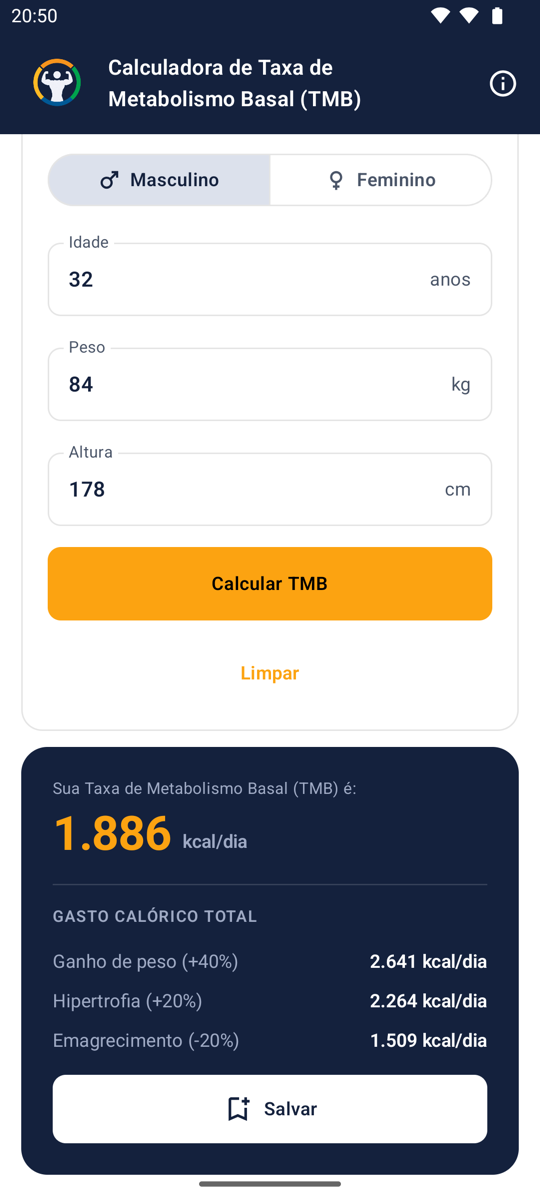 20:50
Calculadora de Taxa de
Metabolismo Basal (TMB)
Masculino
Feminino
Idade
32
anos
Peso
84
kg
Altura
178
cm
Calcular TMB
Limpar
Sua Taxa de Metabolismo Basal (TMB) é:
1.886 kcal/dia
GASTO CALÓRICO TOTAL
Ganho de peso (+40%) 2.641 kcal/dia
Hipertrofia (+20%) 2.264 kcal/dia
Emagrecimento (-20%) 1.509 kcal/dia
Salvar